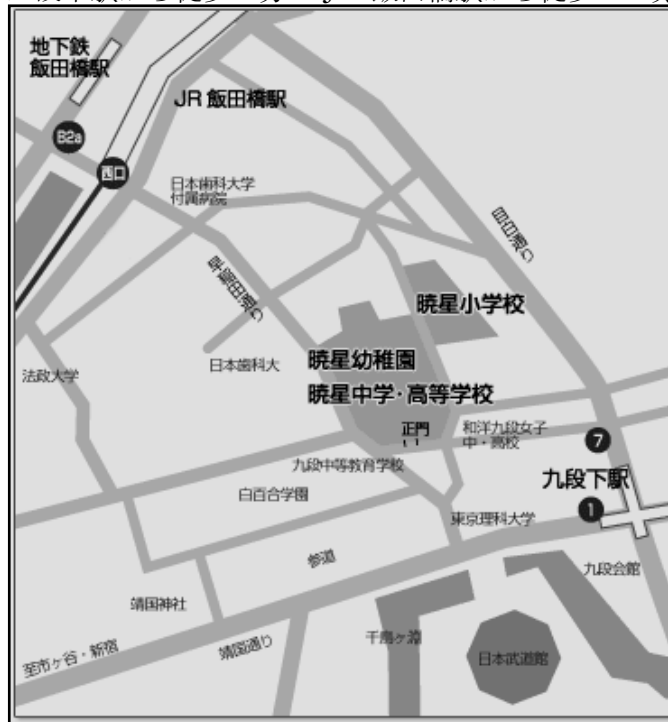 地下鉄
飯田橋駅
JR 飯田橋駅
B2a
西口
日本歯科大学
付属病院
目白通り
早稲田通り
暁星小学校
日本歯科大
暁星幼稚園
法政大学
暁星中学・高等学校
正門
和洋九段女子
中・高校
7
九段中等教育学校
九段下駅
白百合学園
1
東京理科大学
参道
九段会館
靖国神社
千鳥ヶ淵
靖国通り
至市ヶ谷・新宿
日本武道館